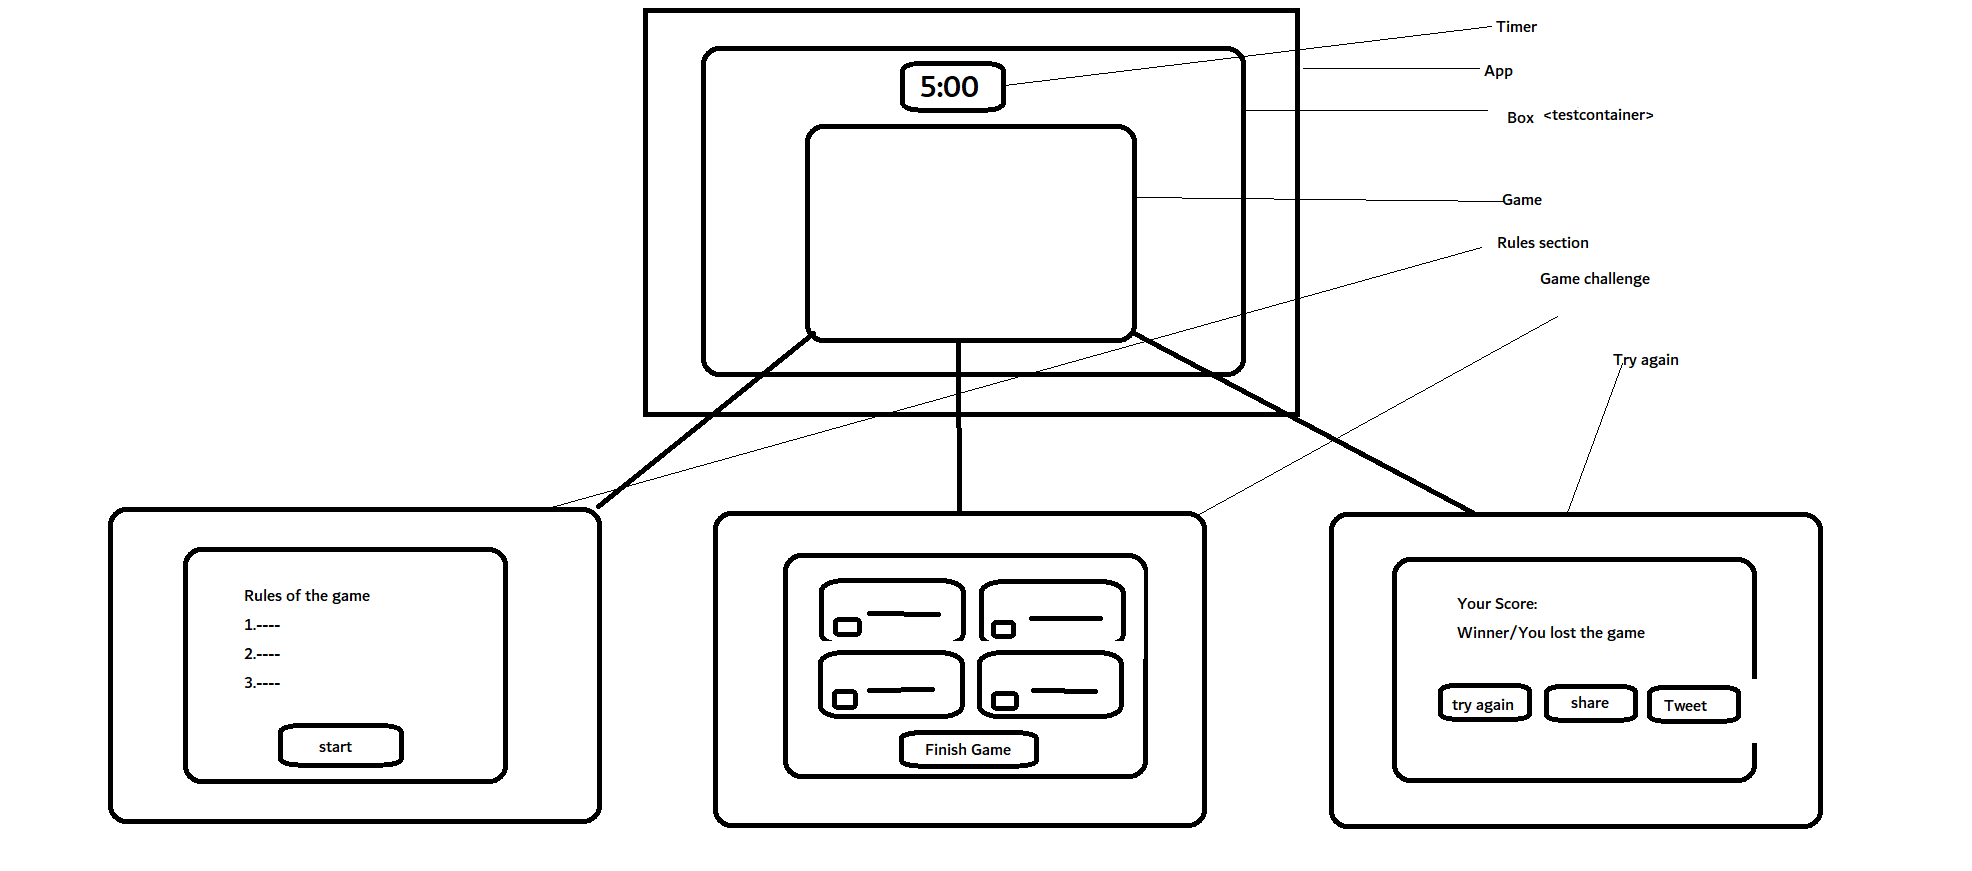 Timer
5:00
App
Box <testcontainer>
Game
Rules section
Game challenge
Try again
Rules of the game
1.----
2.----
3.----
start
Finish Game
Your Score:
Winner/You lost the game
try again
share
Tweet